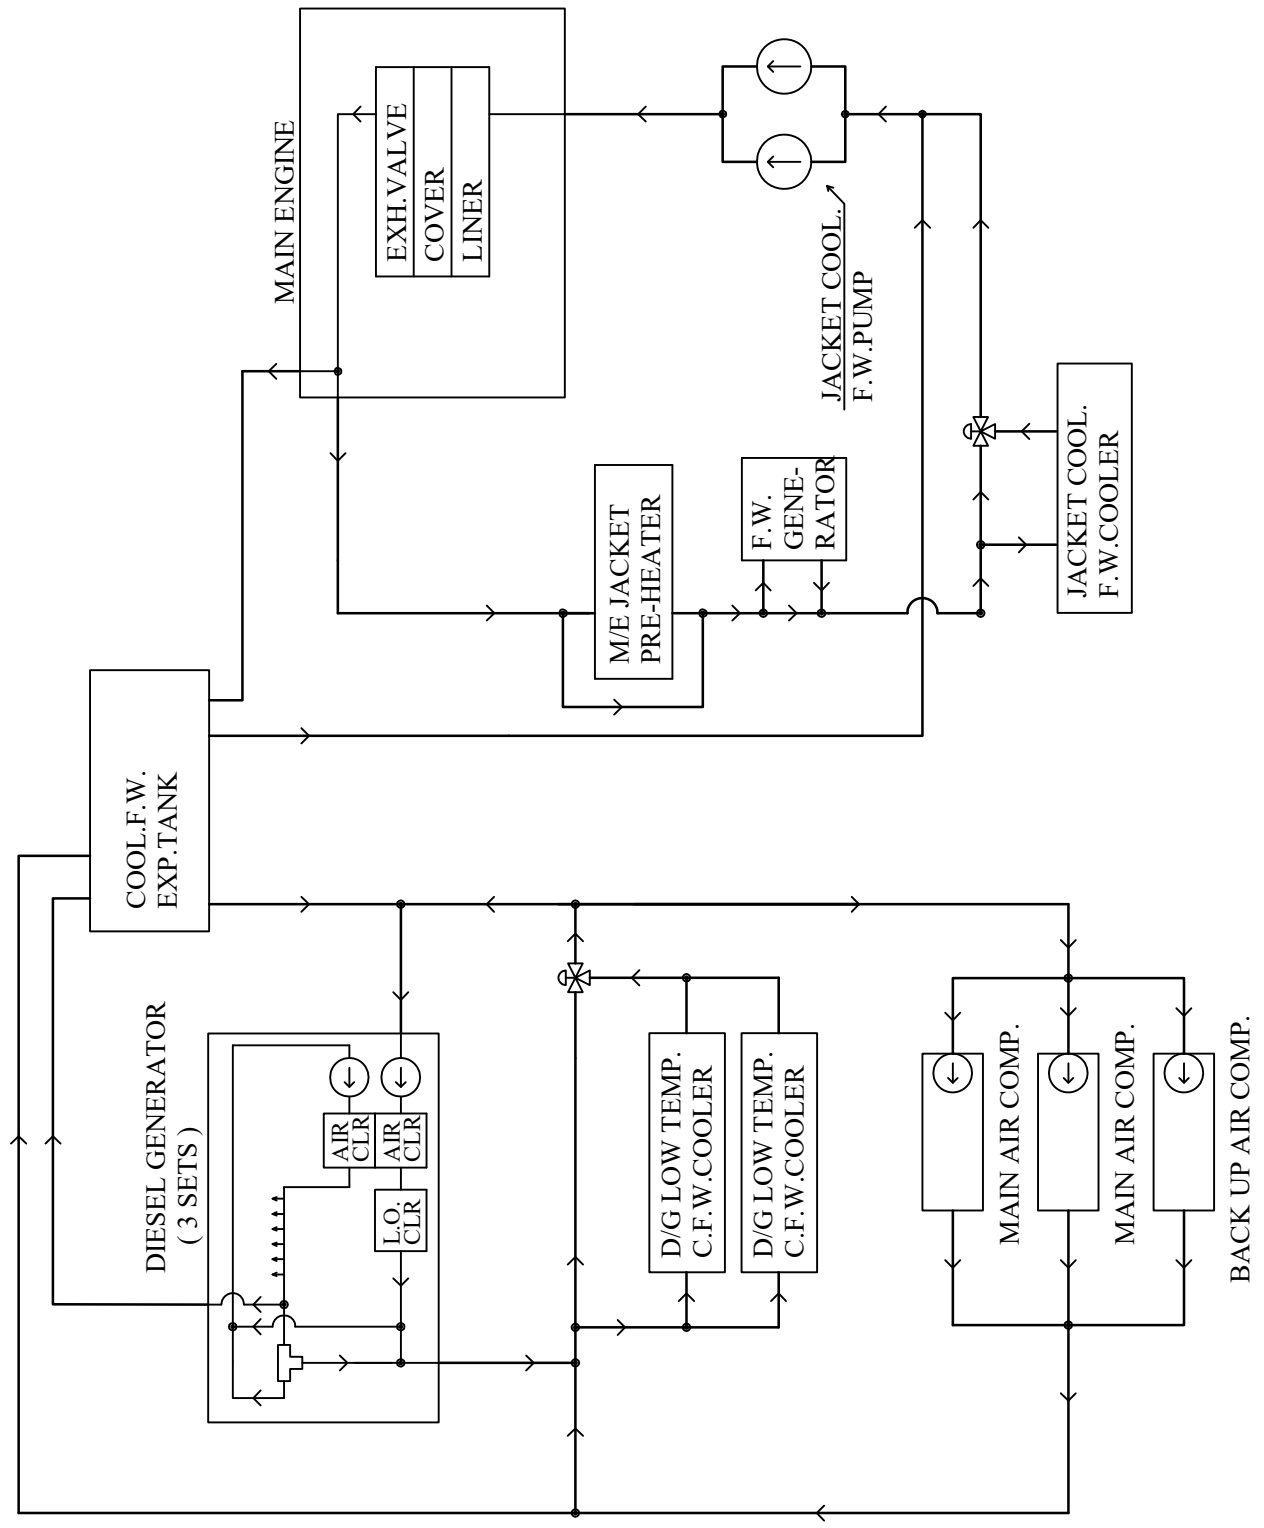 MAIN ENGINE
EXH.VALVE
COVER
LINER
JACKET COOL.
F.W.PUMP
M/E JACKET
PRE-HEATER
F.W.
GENE-
RATOR
JACKET COOL.
F.W.COOLER
COOL.F.W.
EXP.TANK
DIESEL GENERATOR
( 3 SETS )
AIR
CLR
AIR
CLR
L.O.
CLR
D/G LOW TEMP.
C.F.W.COOLER
D/G LOW TEMP.
C.F.W.COOLER
MAIN AIR COMP.
MAIN AIR COMP.
BACK UP AIR COMP.